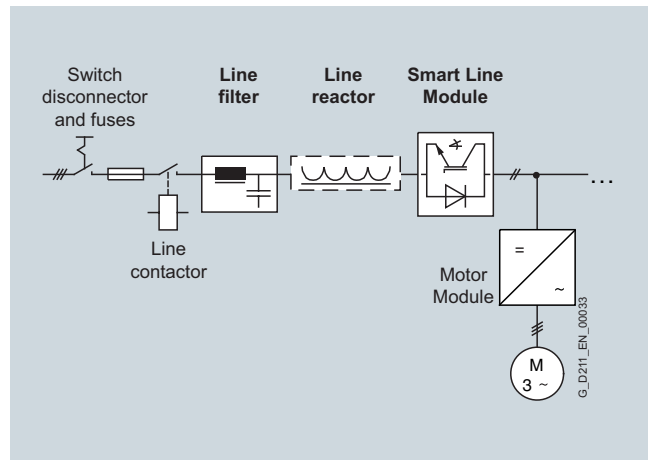 Switch
disconnector
and fuses
Line
filter
Line
reactor
Smart Line
Module
Line
contactor
...
=
~
Motor
Module
M
3 ~
G_D211_EN_00033